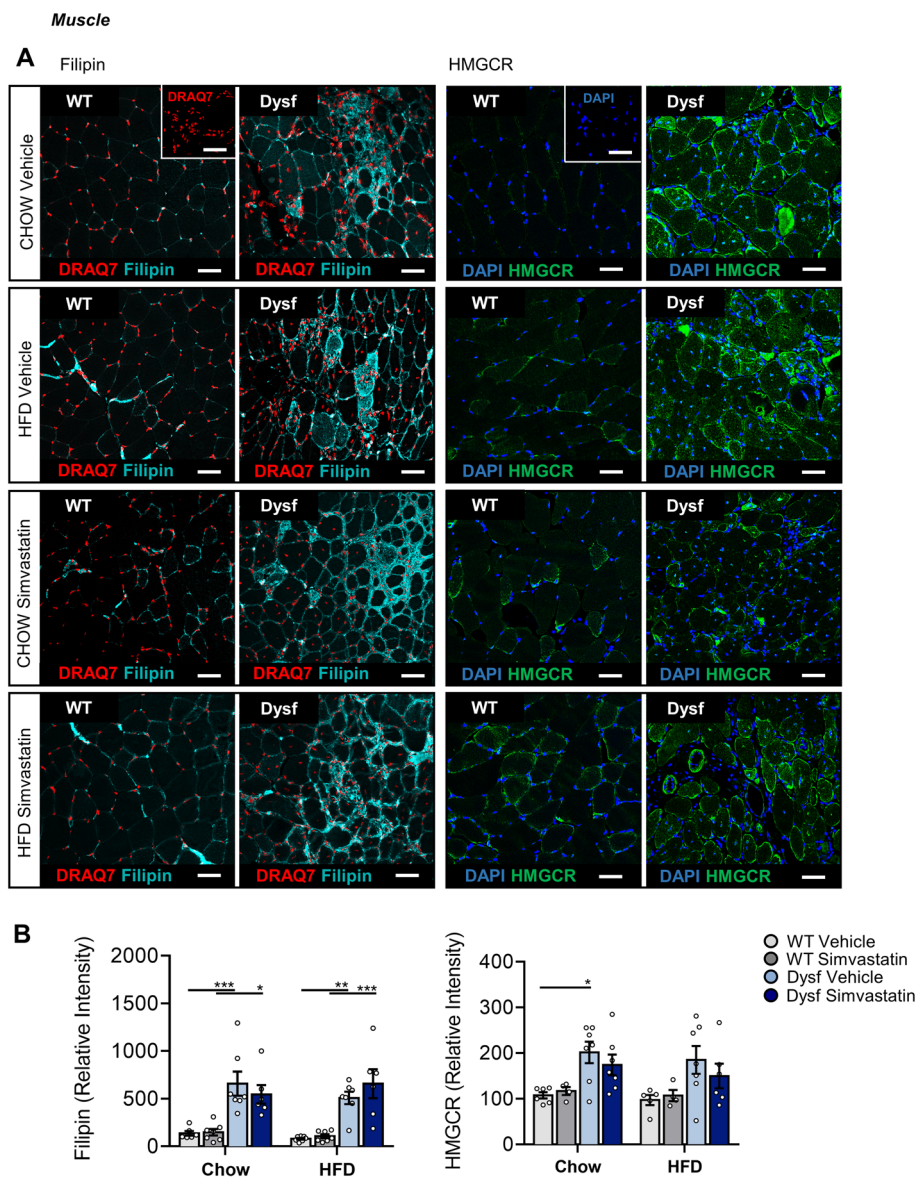 Muscle
A
Filipin
HMGCR
CHOW Vehicle
WT
DRAQ7
Dysf
WT
DAPI
Dysf
DRAQ7 Filipin
DRAQ7 Filipin
DAPI HMGCR
DAPI HMGCR
HFD Vehicle
WT
Dysf
WT
Dysf
DRAQ7 Filipin
DRAQ7 Filipin
DAPI HMGCR
DAPI HMGCR
CHOW Simvastatin
WT
Dysf
WT
Dysf
DRAQ7 Filipin
DRAQ7 Filipin
DAPI HMGCR
DAPI HMGCR
HFD Simvastatin
WT
Dysf
WT
Dysf
DRAQ7 Filipin
DRAQ7 Filipin
DAPI HMGCR
DAPI HMGCR
B
Filipin (Relative Intensity)
2000
1500
1000
500
0
***
*
**
***
Chow
HFD
HMGCR (Relative Intensity)
400
300
200
100
0
*
Chow
HFD
WT Vehicle
WT Simvastatin
Dysf Vehicle
Dysf Simvastatin